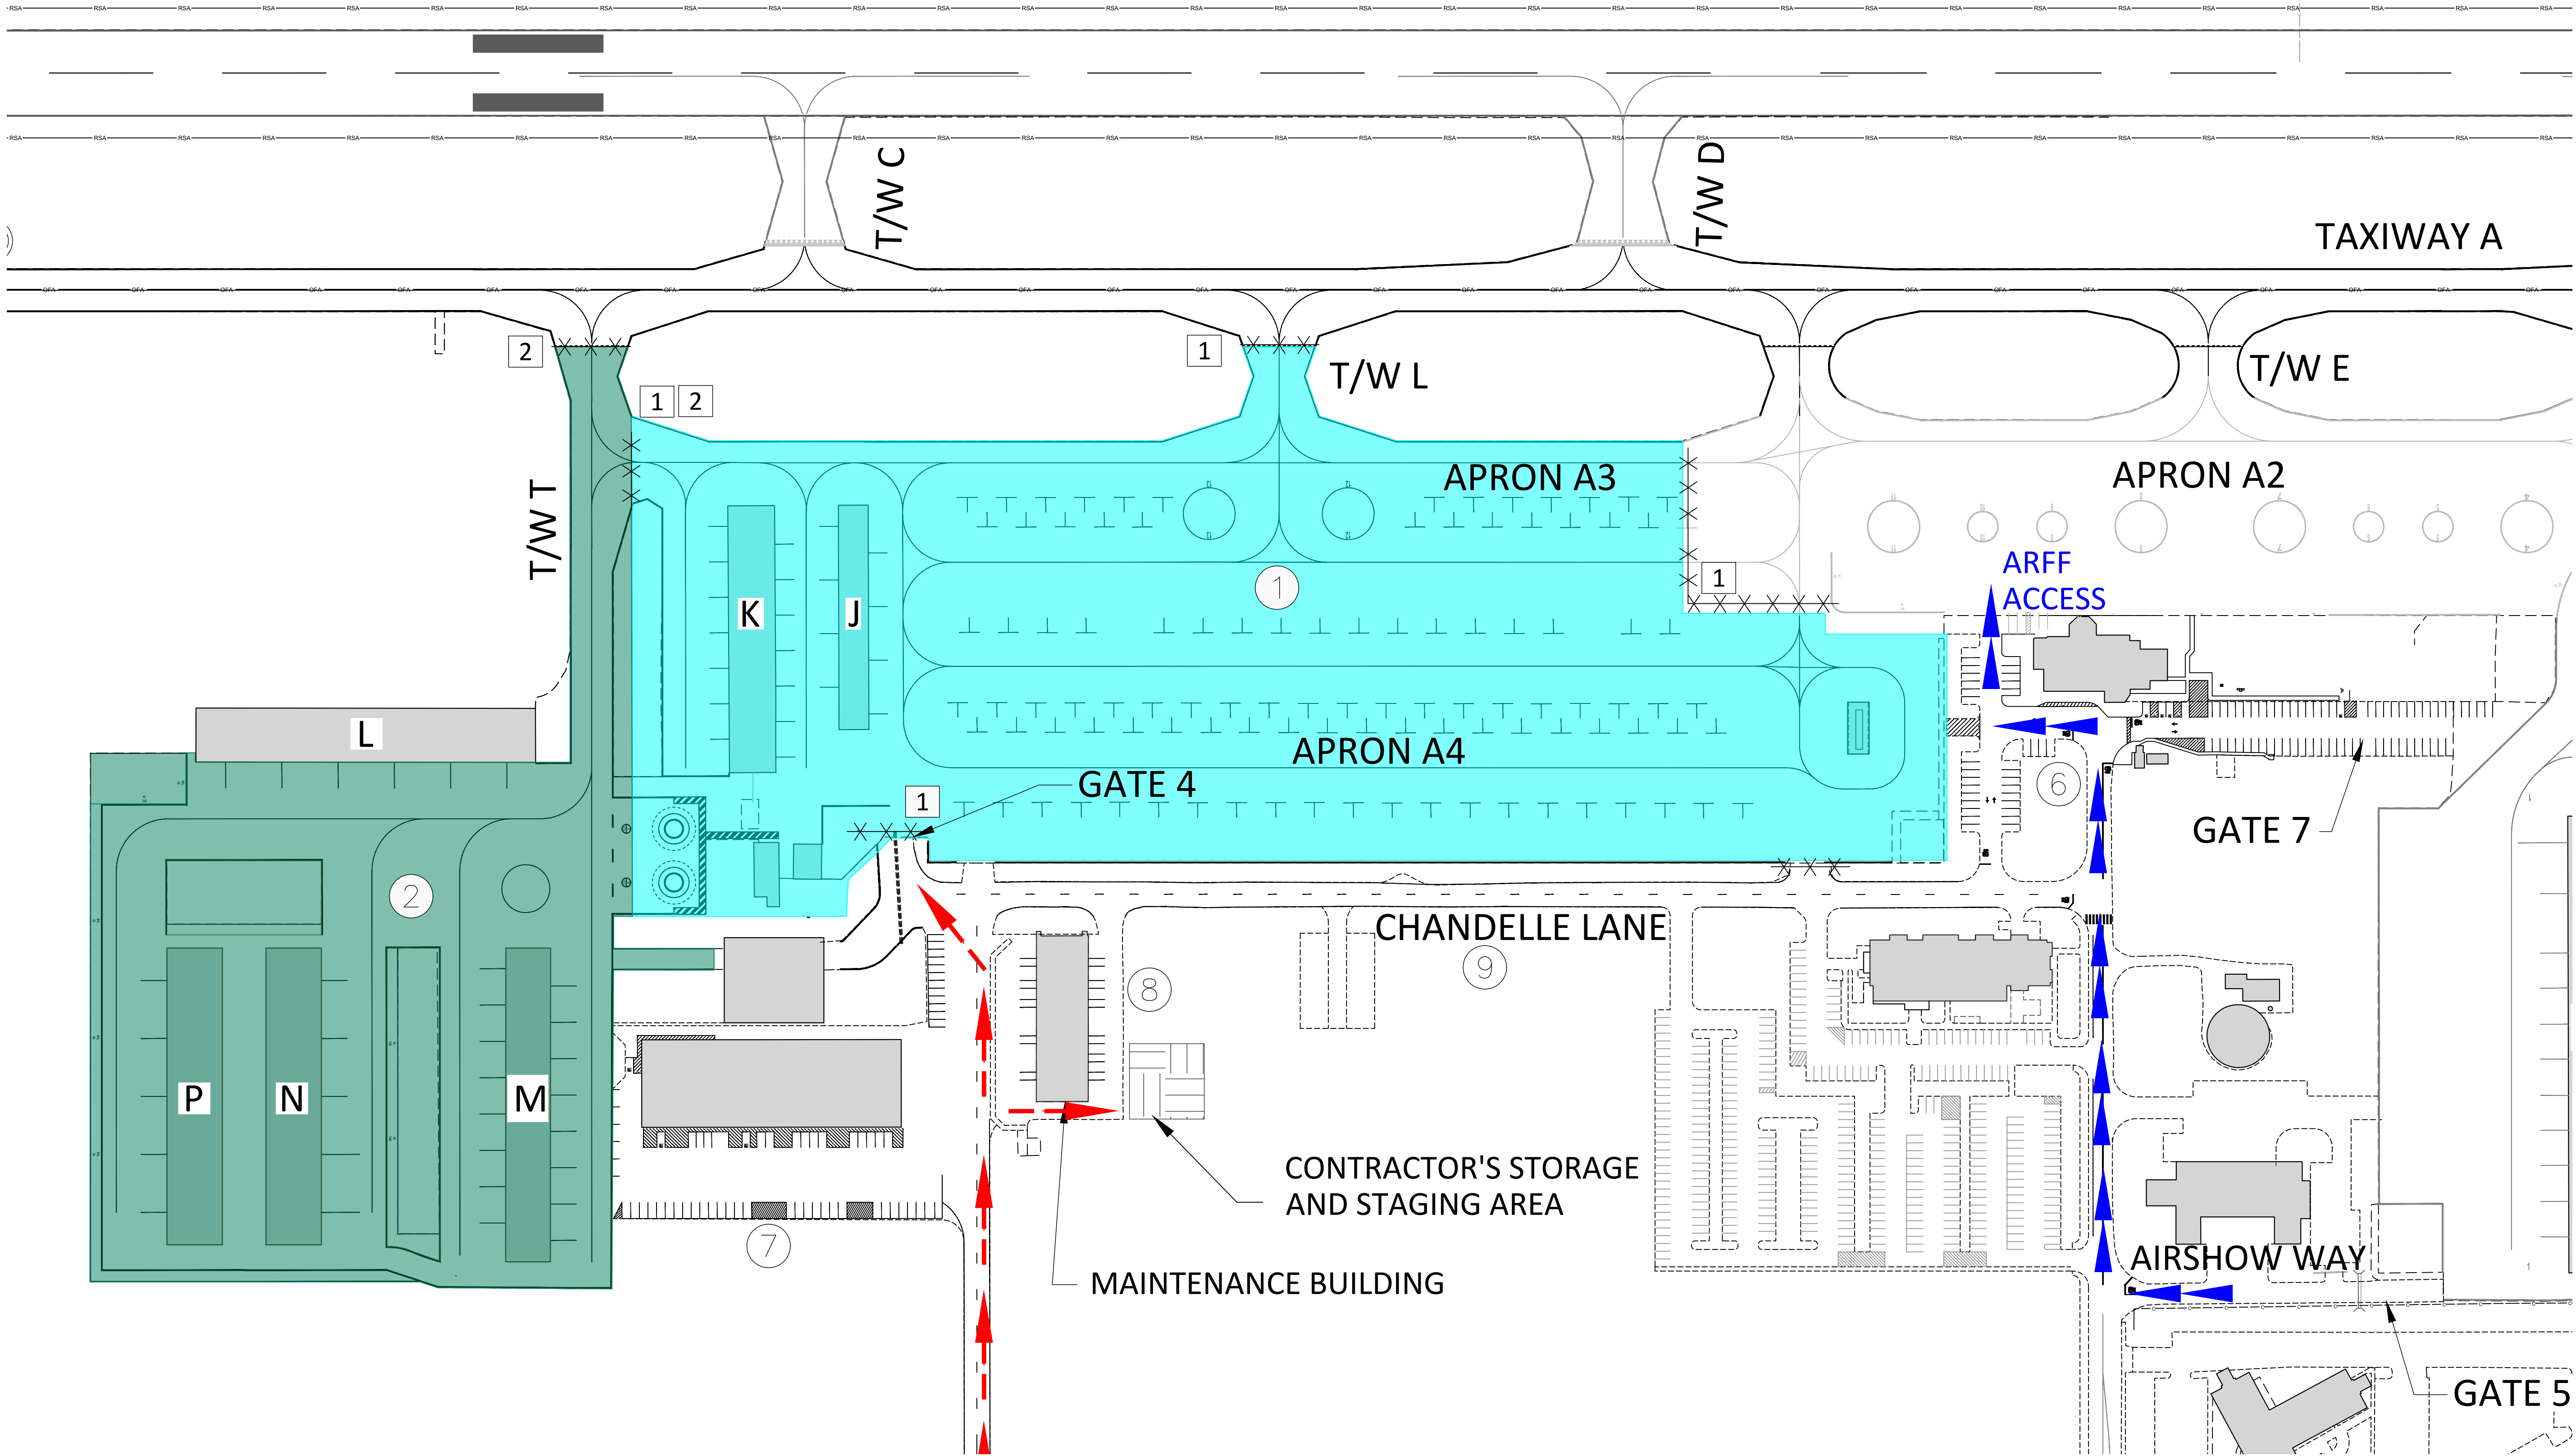 T/W C
T/W D
TAXIWAY A
2
1
T/W L
T/W E
1 2
APRON A3
APRON A2
T/W T
ARFF
ACCESS
1
1
K
J
L
APRON A4
GATE 4
1
6
GATE 7
2
CHANDELLE LANE
9
8
P
N
M
CONTRACTOR'S STORAGE
AND STAGING AREA
7
MAINTENANCE BUILDING
AIRSHOW WAY
GATE 5
RSA
OFA